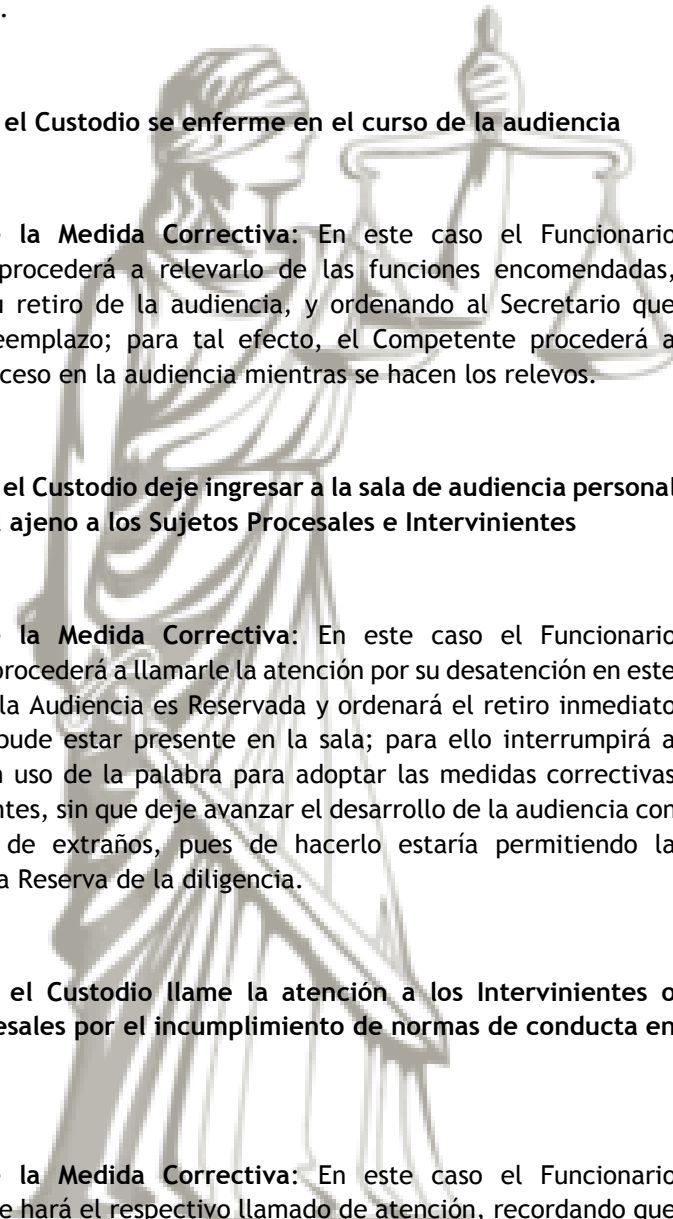 .
el Custodio se enferme en el curso de la audiencia
la Medida Correctiva: En este caso el Funcionario
procederá a relevarlo de las funciones encomendadas,
retiro de la audiencia, y ordenando al Secretario que
eemplazo; para tal efecto, el Competente procederá a
ceso en la audiencia mientras se hacen los relevos.
el Custodio deje ingresar a la sala de audiencia personal
ajeno a los Sujetos Procesales e Intervinientes
la Medida Correctiva: En este caso el Funcionario
procederá a llamarle la atención por su desatención en este
la Audiencia es Reservada y ordenará el retiro inmediato
pude estar presente en la sala; para ello interrumpirá a
n uso de la palabra para adoptar las medidas correctivas
ntes, sin que deje avanzar el desarrollo de la audiencia con
de extraños, pues de hacerlo estaría permitiendo la
a Reserva de la diligencia.
el Custodio llame la atención a los Intervinientes o
esales por el incumplimiento de normas de conducta en
la Medida Correctiva: En este caso el Funcionario
e hará el respectivo llamado de atención, recordando que